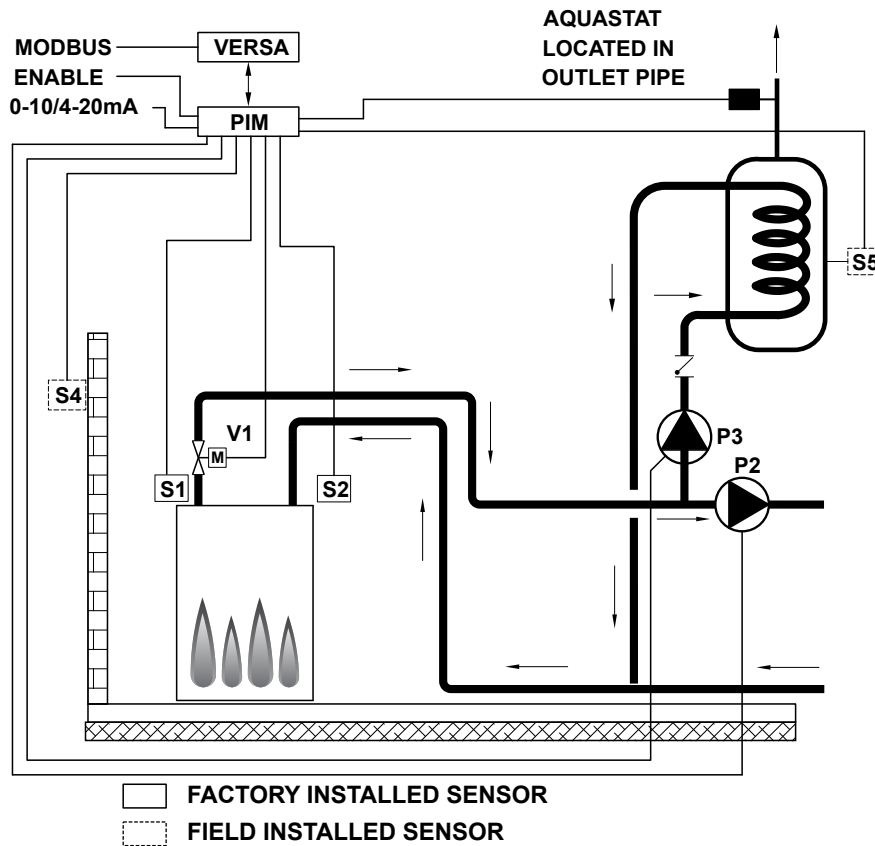 MODBUS
VERSA
ENABLE
0-10/4-20mA
PIM
AQUASTAT
LOCATED IN
OUTLET PIPE
S5
S4
V1
M
S1
S2
P3
P2
FACTORY INSTALLED SENSOR
FIELD INSTALLED SENSOR